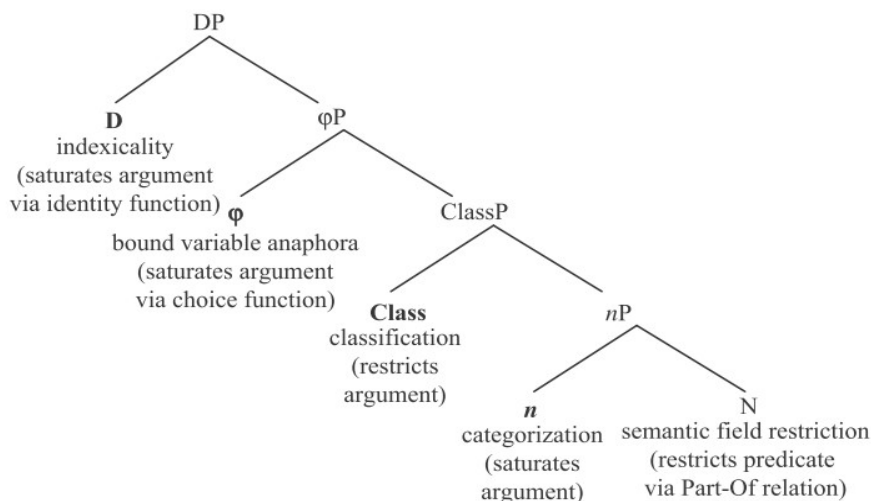 DP
D
indexicality
(saturates argument
via identity function)
φP
φ
bound variable anaphora
(saturates argument
via choice function)
ClassP
Class
classification
(restricts
argument)
nP
n
categorization
(saturates
argument)
N
semantic field restriction
(restricts predicate
via Part-Of relation)